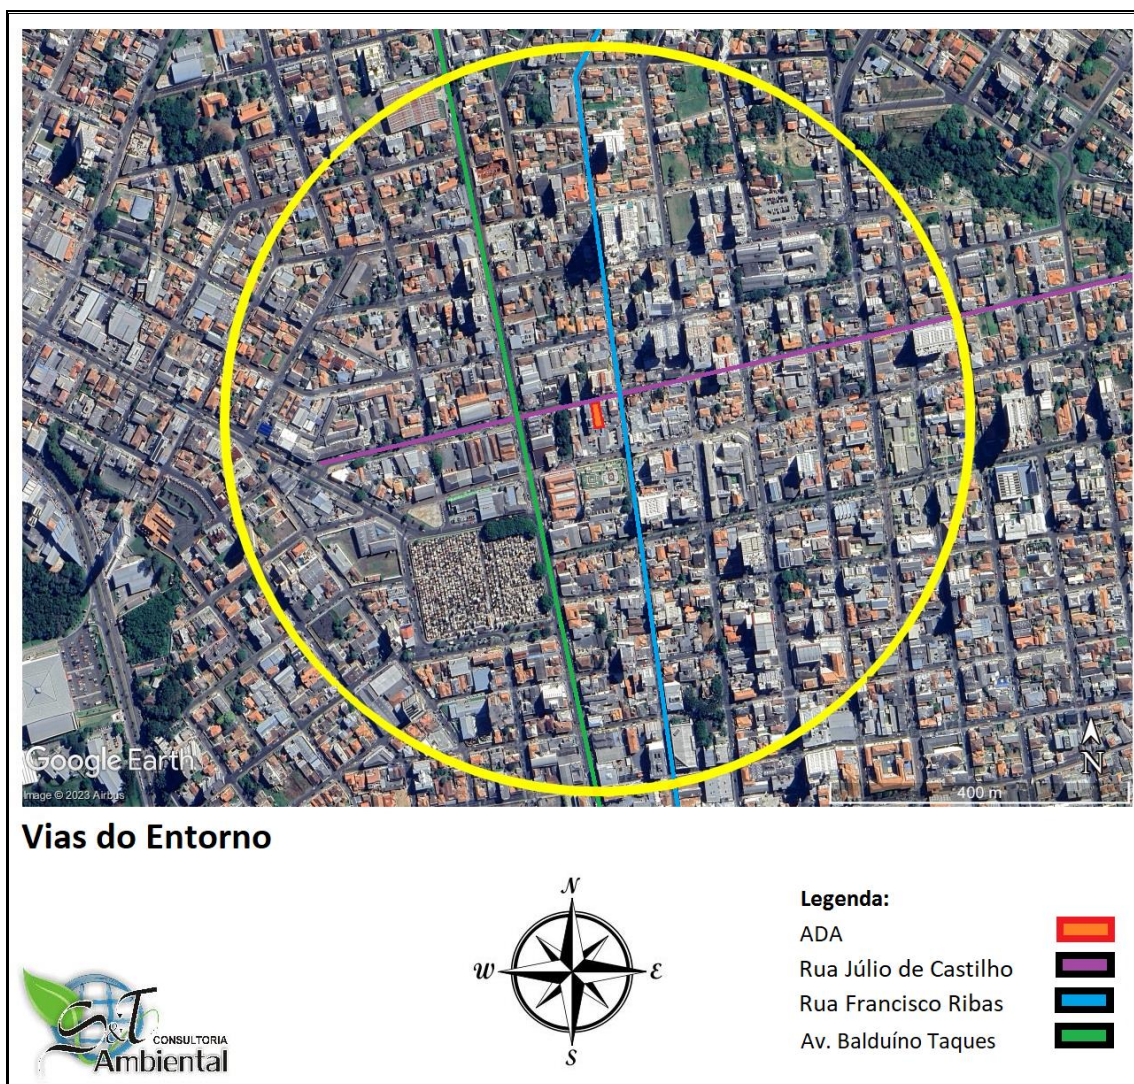 N
Google Earth
Image © 2023 Airbus
400 m
Vias do Entorno
N
W
E
S
Legenda:
ADA
Rua Júlio de Castilho
Rua Francisco Ribas
Av. Balduíno Taques
S&T CONSULTORIA
Ambiental